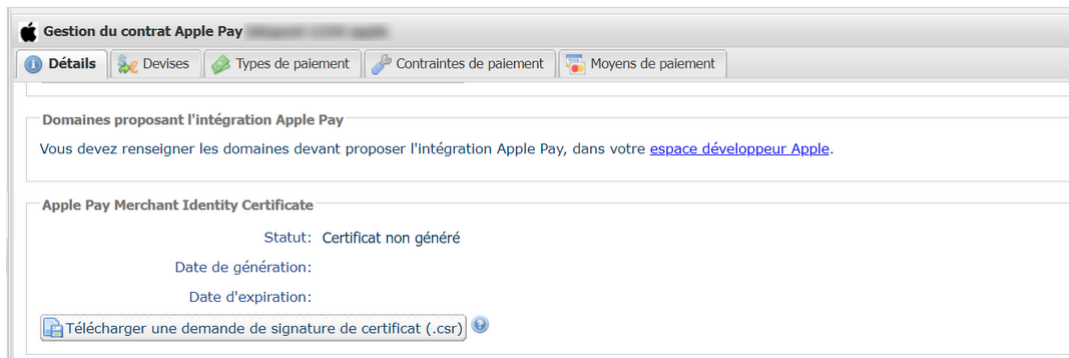 Gestion du contrat Apple Pay
Détails Devises Types de paiement Contraintes de paiement Moyens de paiement
Domaines proposant l'intégration Apple Pay
Vous devez renseigner les domaines devant proposer l'intégration Apple Pay, dans votre espace développeur Apple.
Apple Pay Merchant Identity Certificate
Statut: Certificat non généré
Date de génération:
Date d'expiration:
Télécharger une demande de signature de certificat (.csr)